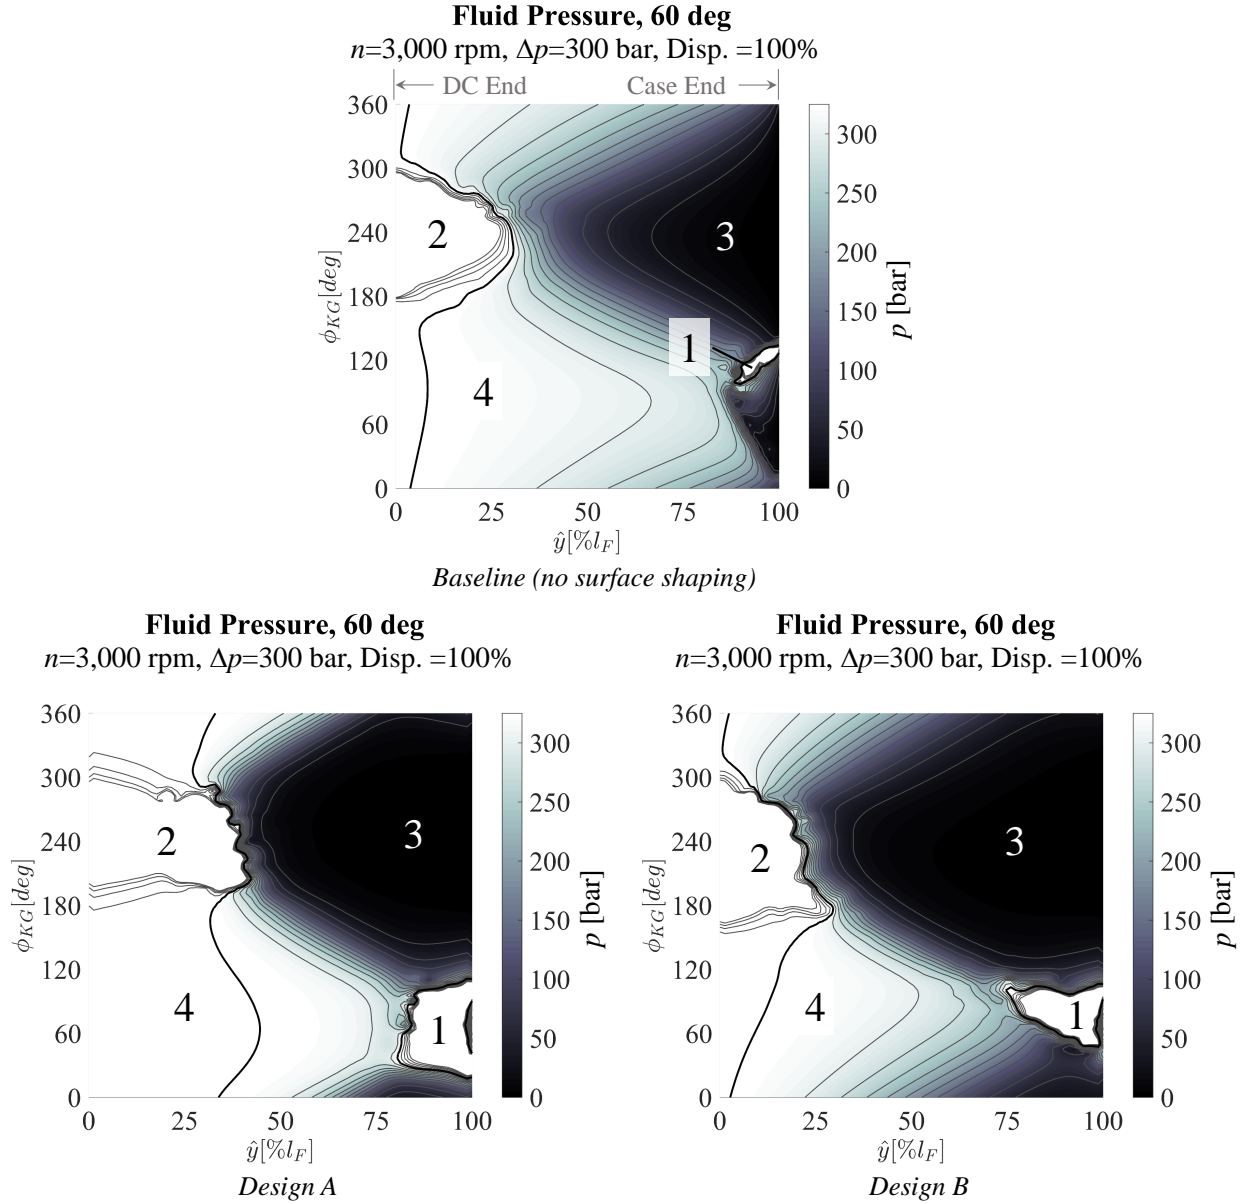 Fluid Pressure, 60 deg
n=3,000 rpm, Δp=300 bar, Disp. =100%
DC End Case End
360
300
240
180
120
60
0
ϕ_KG[deg]
2
3
1
4
0 25 50 75 100
ŷ[%l_F]
300
250
200
150
100
50
0
p [bar]
Baseline (no surface shaping)
Fluid Pressure, 60 deg
n=3,000 rpm, Δp=300 bar, Disp. =100%
360
300
240
180
120
60
0
ϕ_KG[deg]
2
3
4
1
0 25 50 75 100
ŷ[%l_F]
300
250
200
150
100
50
0
p [bar]
Design A
Fluid Pressure, 60 deg
n=3,000 rpm, Δp=300 bar, Disp. =100%
360
300
240
180
120
60
0
ϕ_KG[deg]
2
3
4
1
0 25 50 75 100
ŷ[%l_F]
300
250
200
150
100
50
0
p [bar]
Design B